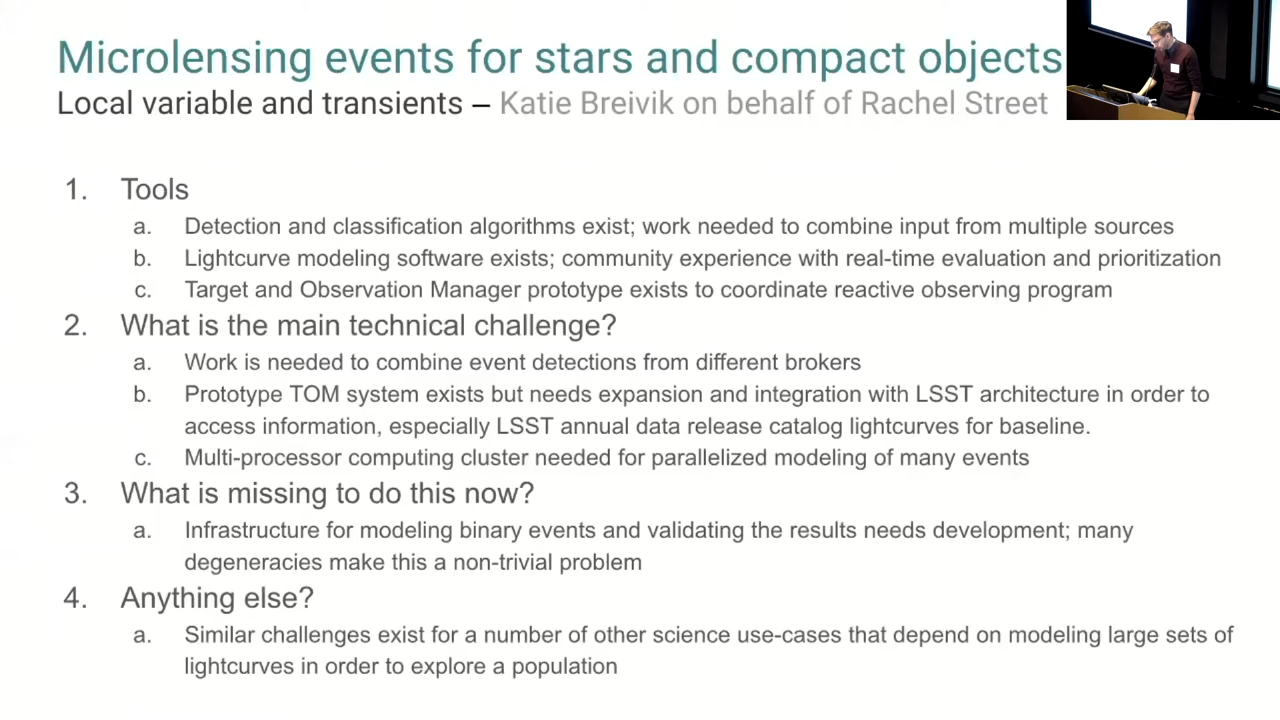 Microlensing events for stars and compact objects
Local variable and transients – Katie Breivik on behalf of Rachel Street
1. Tools
a. Detection and classification algorithms exist; work needed to combine input from multiple sources
b. Lightcurve modeling software exists; community experience with real-time evaluation and prioritization
c. Target and Observation Manager prototype exists to coordinate reactive observing program
2. What is the main technical challenge?
a. Work is needed to combine event detections from different brokers
b. Prototype TOM system exists but needs expansion and integration with LSST architecture in order to
access information, especially LSST annual data release catalog lightcurves for baseline.
c. Multi-processor computing cluster needed for parallelized modeling of many events
3. What is missing to do this now?
a. Infrastructure for modeling binary events and validating the results needs development; many
degeneracies make this a non-trivial problem
4. Anything else?
a. Similar challenges exist for a number of other science use-cases that depend on modeling large sets of
lightcurves in order to explore a population